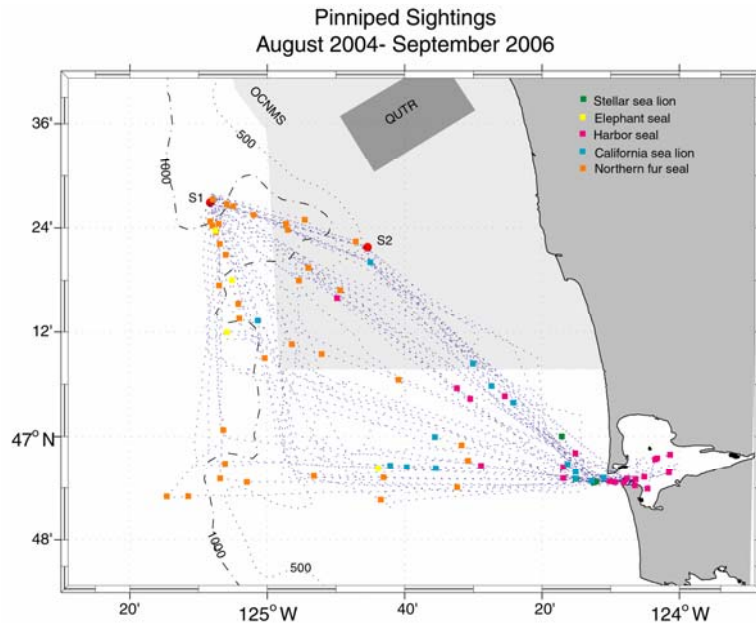 Pinniped Sightings
August 2004- September 2006
OCNMS
QUTR
500
1000
Stellar sea lion
Elephant seal
Harbor seal
California sea lion
Northern fur seal
36'
S1
24'
S2
12'
47° N
48'
1000
500
20'
125° W
40'
20'
124° W